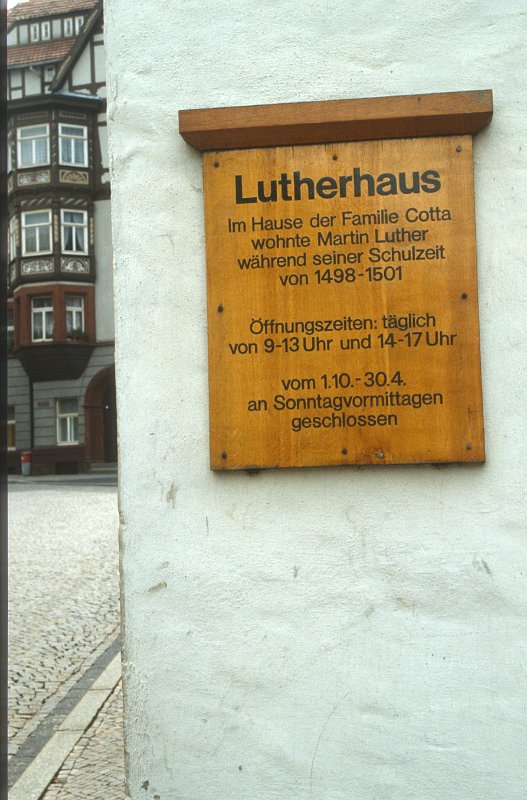 Lutherhaus
Im Hause der Familie Cotta
wohnte Martin Luther
während seiner Schulzeit
von 1498-1501
Öffnungszeiten: täglich
von 9-13 Uhr und 14-17 Uhr
vom 1.10.-30.4.
an Sonntagvormittagen
geschlossen